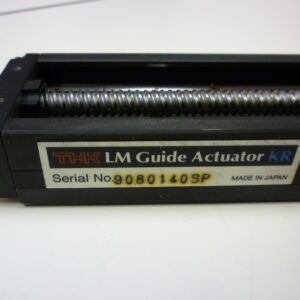 THK LM Guide Actuator KR
Serial No. 9080140SP MADE IN JAPAN